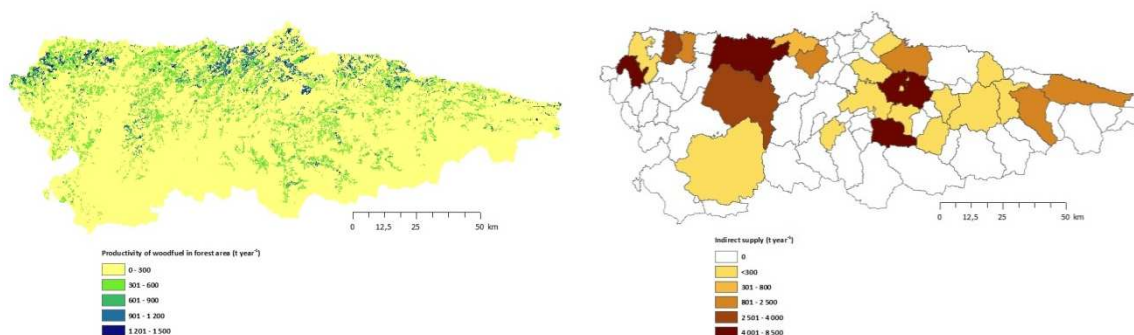 0 12,5 25 50 km
Productivity of woodfuel in forest area (t year⁻¹)
0 - 300
301 - 600
601 - 900
901 - 1 200
1 201 - 1 500
0 12,5 25 50 km
Indirect supply (t year⁻¹)
0
<300
301 - 800
801 - 2 500
2 501 - 4 000
4 001 - 8 500